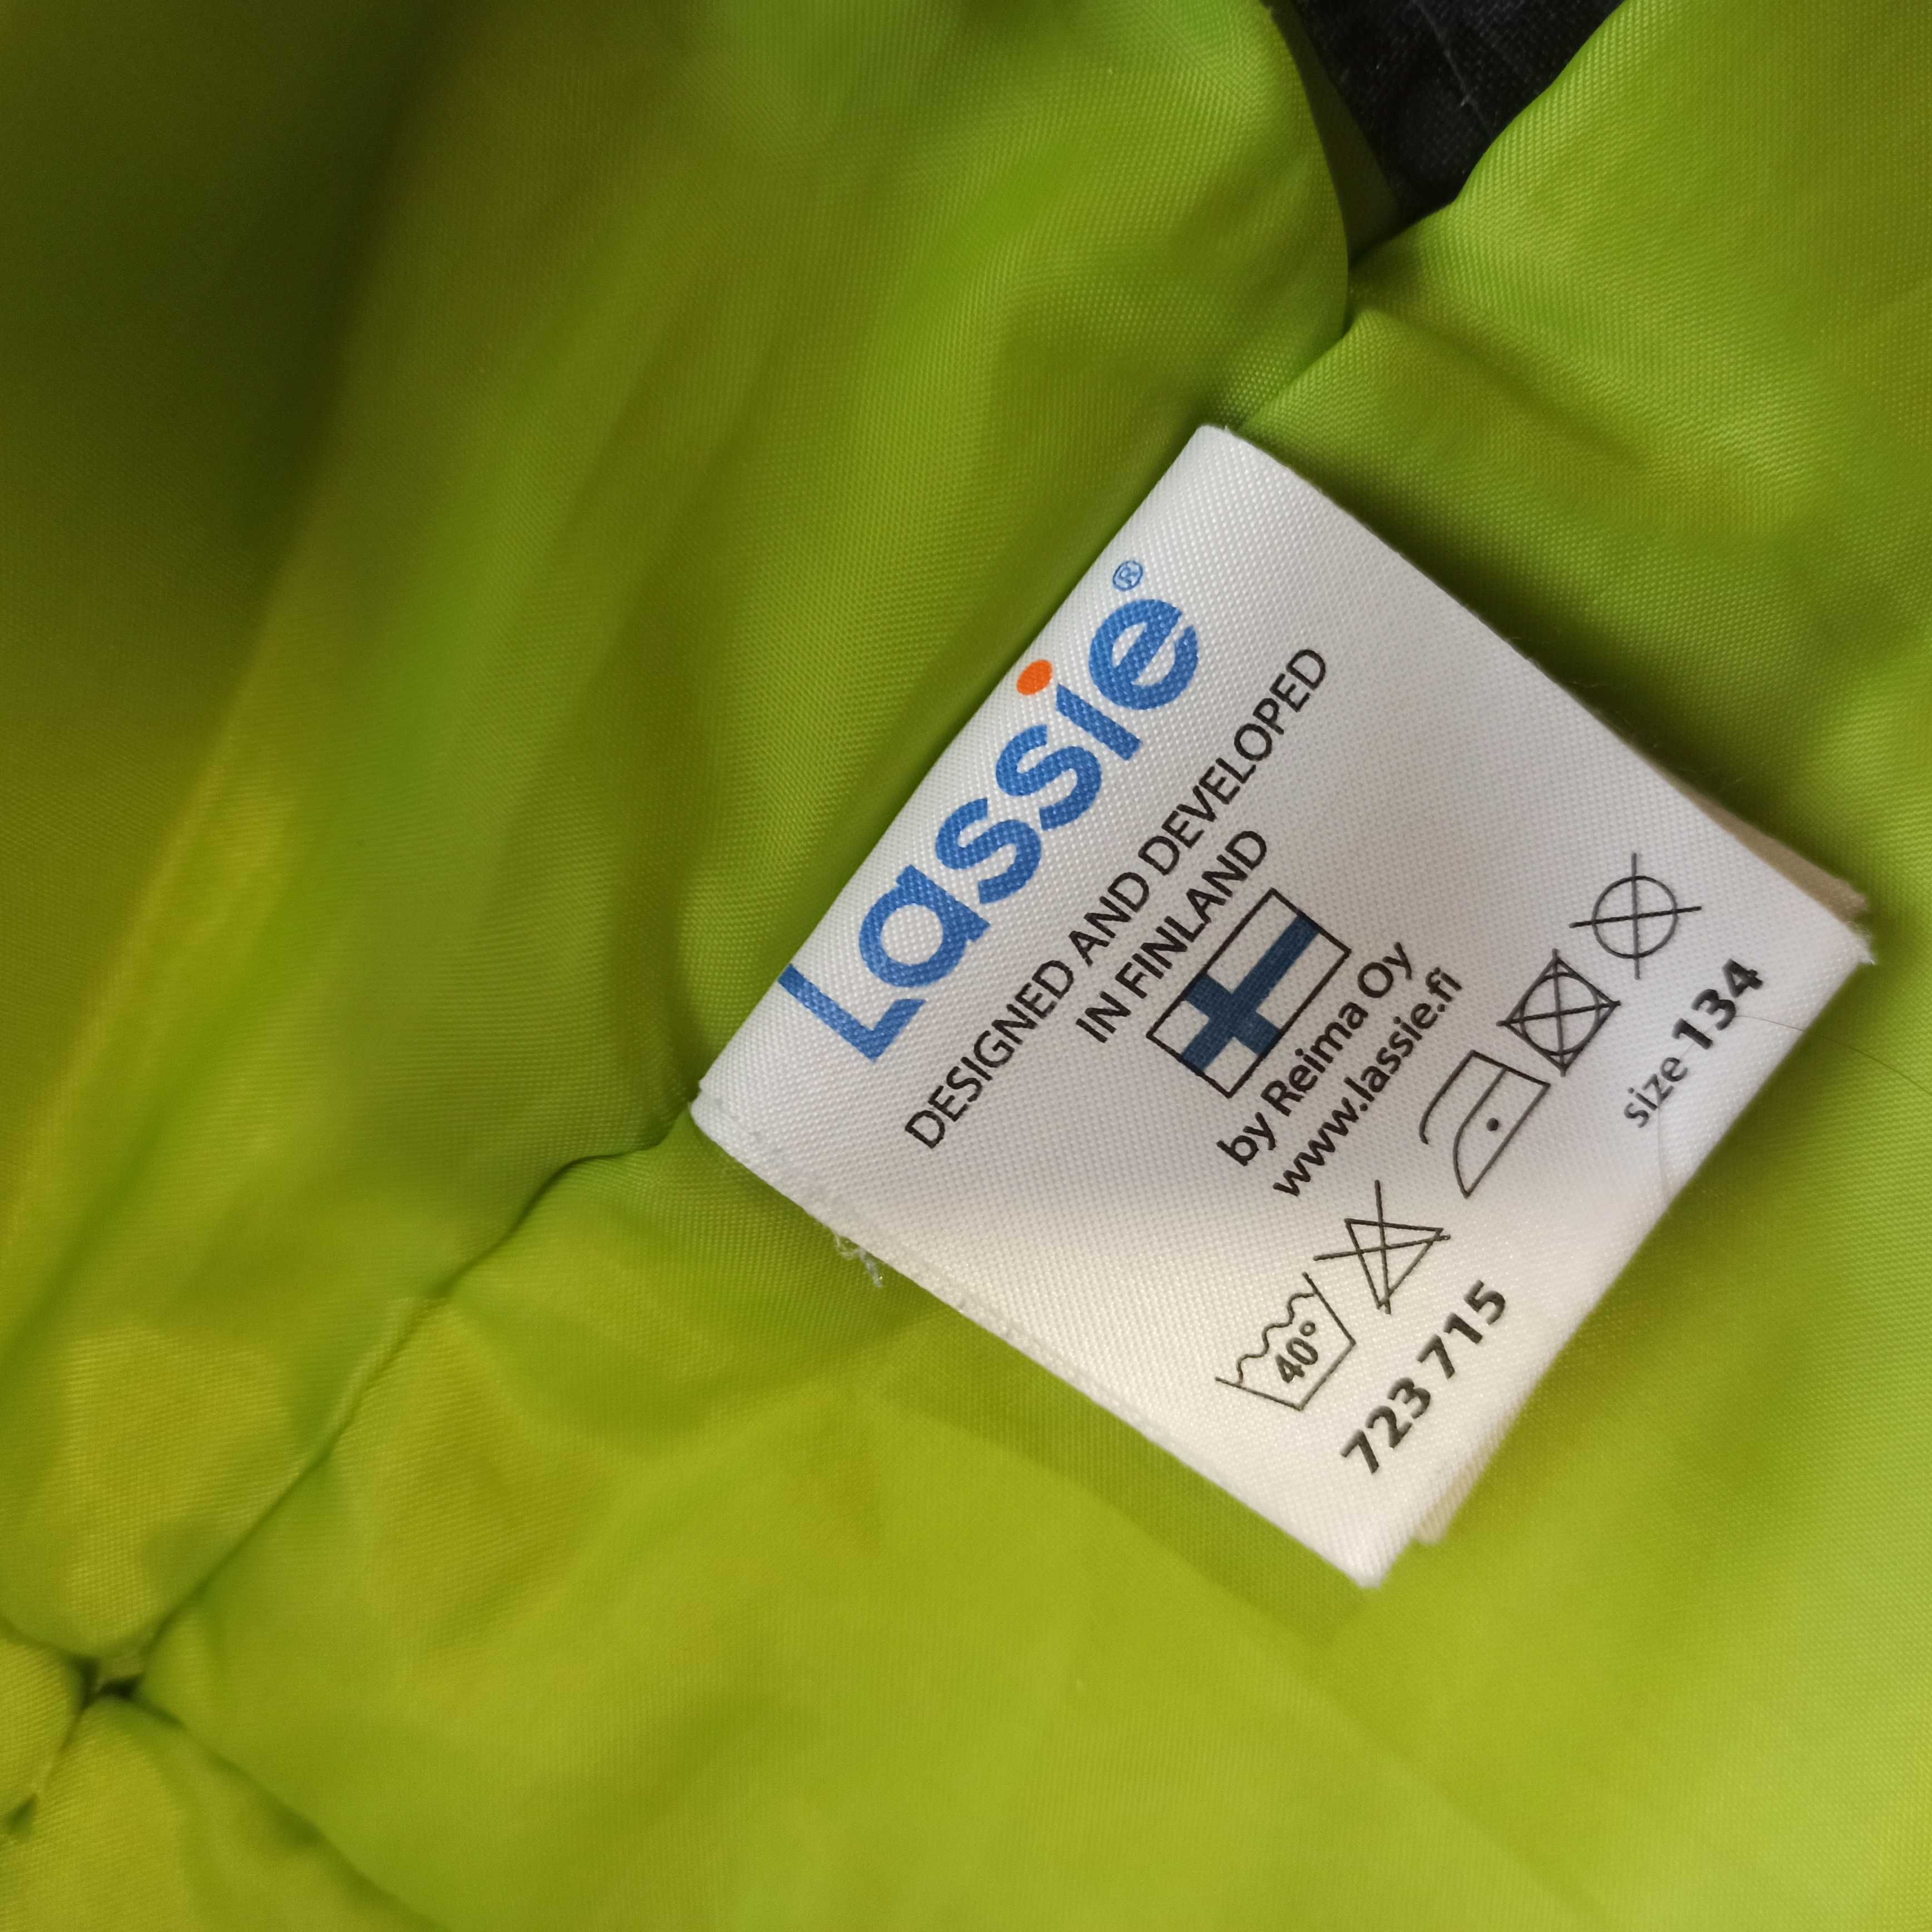 Lassie®
DESIGNED AND DEVELOPED
IN FINLAND
by Reima Oy
www.lassie.fi
40°
723 715
size 134